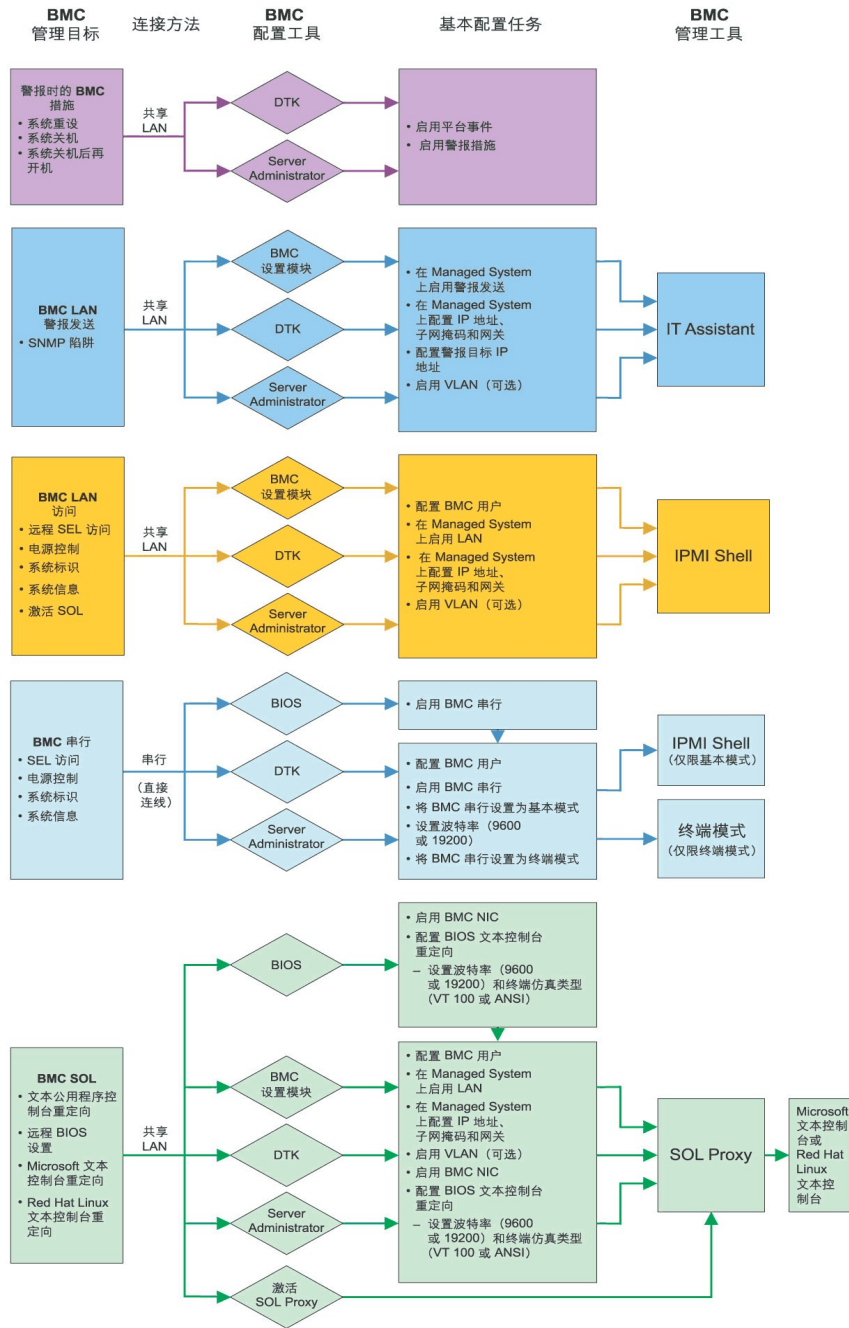 BMC
管理目标
连接方法
BMC
配置工具
基本配置任务
BMC
管理工具
警报时的 BMC
措施
• 系统重设
• 系统关机
• 系统关机后再
开机
共享
LAN
DTK
Server
Administrator
• 启用平台事件
• 启用警报措施
BMC LAN
警报发送
• SNMP 陷阱
共享
LAN
BMC
设置模块
DTK
Server
Administrator
• 在 Managed System
上启用警报发送
• 在 Managed System
上配置 IP 地址、
子网掩码和网关
• 配置警报目标 IP
地址
• 启用 VLAN（可选）
IT Assistant
BMC LAN
访问
• 远程 SEL 访问
• 电源控制
• 系统标识
• 系统信息
• 激活 SOL
共享
LAN
BMC
设置模块
DTK
Server
Administrator
• 配置 BMC 用户
• 在 Managed System
上启用 LAN
• 在 Managed System
上配置 IP 地址、
子网掩码和网关
• 启用 VLAN（可选）
IPMI Shell
BMC 串行
• SEL 访问
• 电源控制
• 系统标识
• 系统信息
串行
（直接
连线）
BIOS
DTK
Server
Administrator
• 启用 BMC 串行
• 配置 BMC 用户
• 启用 BMC 串行
• 将 BMC 串行设置为基本模式
• 设置波特率（9600
或 19200）
• 将 BMC 串行设置为终端模式
IPMI Shell
（仅限基本模式）
终端模式
（仅限终端模式）
BMC SOL
• 文本公用程序控
制台重定向
• 远程 BIOS
设置
• Microsoft 文本
控制台重定向
• Red Hat Linux
文本控制台重
定向
共享
LAN
BIOS
BMC
设置模块
DTK
Server
Administrator
激活
SOL Proxy
• 启用 BMC NIC
• 配置 BIOS 文本控制台
重定向
– 设置波特率（9600
或 19200）和终端仿真类型
（VT 100 或 ANSI）
• 配置 BMC 用户
• 在 Managed System
上启用 LAN
• 在 Managed System
上配置 IP 地址、
子网掩码和网关
• 启用 VLAN（可选）
• 启用 BMC NIC
• 配置 BIOS 文本控制台
重定向
– 设置波特率（9600
或 19200）和终端仿真类型
（VT 100 或 ANSI）
SOL Proxy
Microsoft
文本控制
台或
Red Hat
Linux
文本控
制台